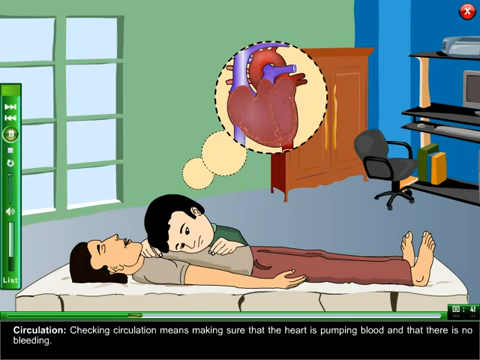 List
00 : 41
Circulation: Checking circulation means making sure that the heart is pumping blood and that there is no
bleeding.